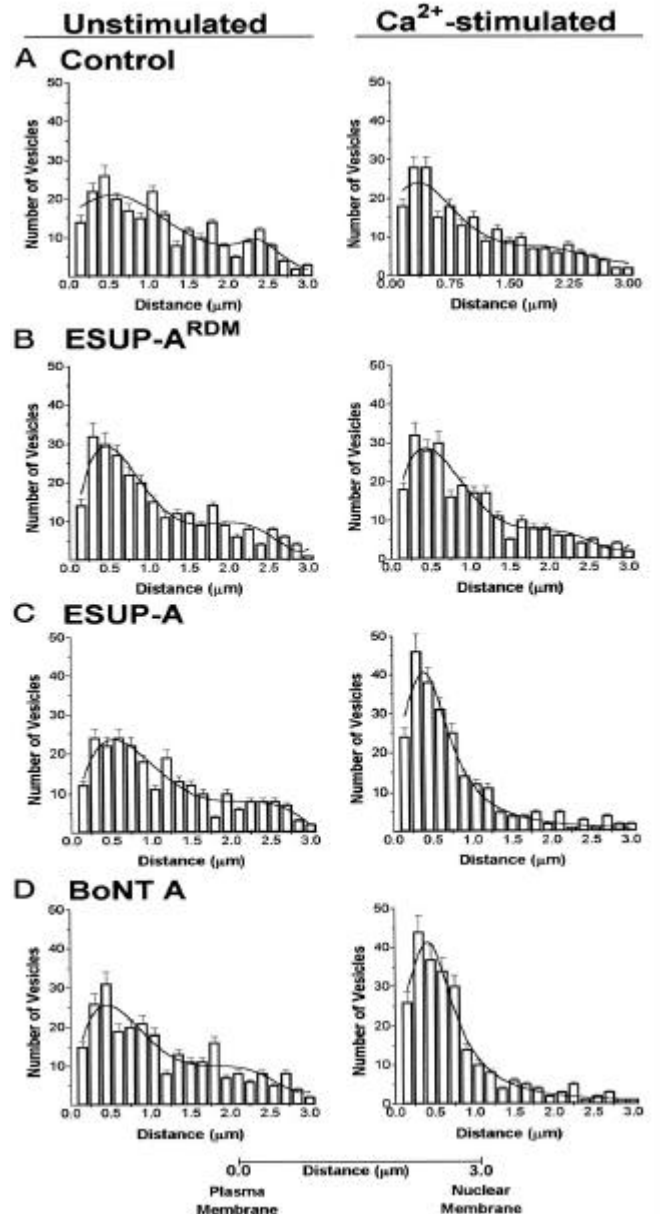 Unstimulated Ca²⁺-stimulated
A Control
50
40
30
20
10
Number of Vesicles
0.0 0.5 1.0 1.5 2.0 2.5 3.0
Distance (μm)
50
40
30
20
10
Number of Vesicles
0.00 0.75 1.50 2.25 3.00
Distance (μm)
B ESUP-A^RDM
50
40
30
20
10
Number of Vesicles
0.0 0.5 1.0 1.5 2.0 2.5 3.0
Distance (μm)
50
40
30
20
10
Number of Vesicles
0.0 0.5 1.0 1.5 2.0 2.5 3.0
Distance (μm)
C ESUP-A
50
40
30
20
10
Number of Vesicles
0.0 0.5 1.0 1.5 2.0 2.5 3.0
Distance (μm)
50
40
30
20
10
Number of Vesicles
0.0 0.5 1.0 1.5 2.0 2.5 3.0
Distance (μm)
D BoNT A
50
40
30
20
10
Number of Vesicles
0.0 0.5 1.0 1.5 2.0 2.5 3.0
Distance (μm)
50
40
30
20
10
Number of Vesicles
0.0 0.5 1.0 1.5 2.0 2.5 3.0
Distance (μm)
0.0 Distance (μm) 3.0
Plasma Nuclear
Membrane Membrane